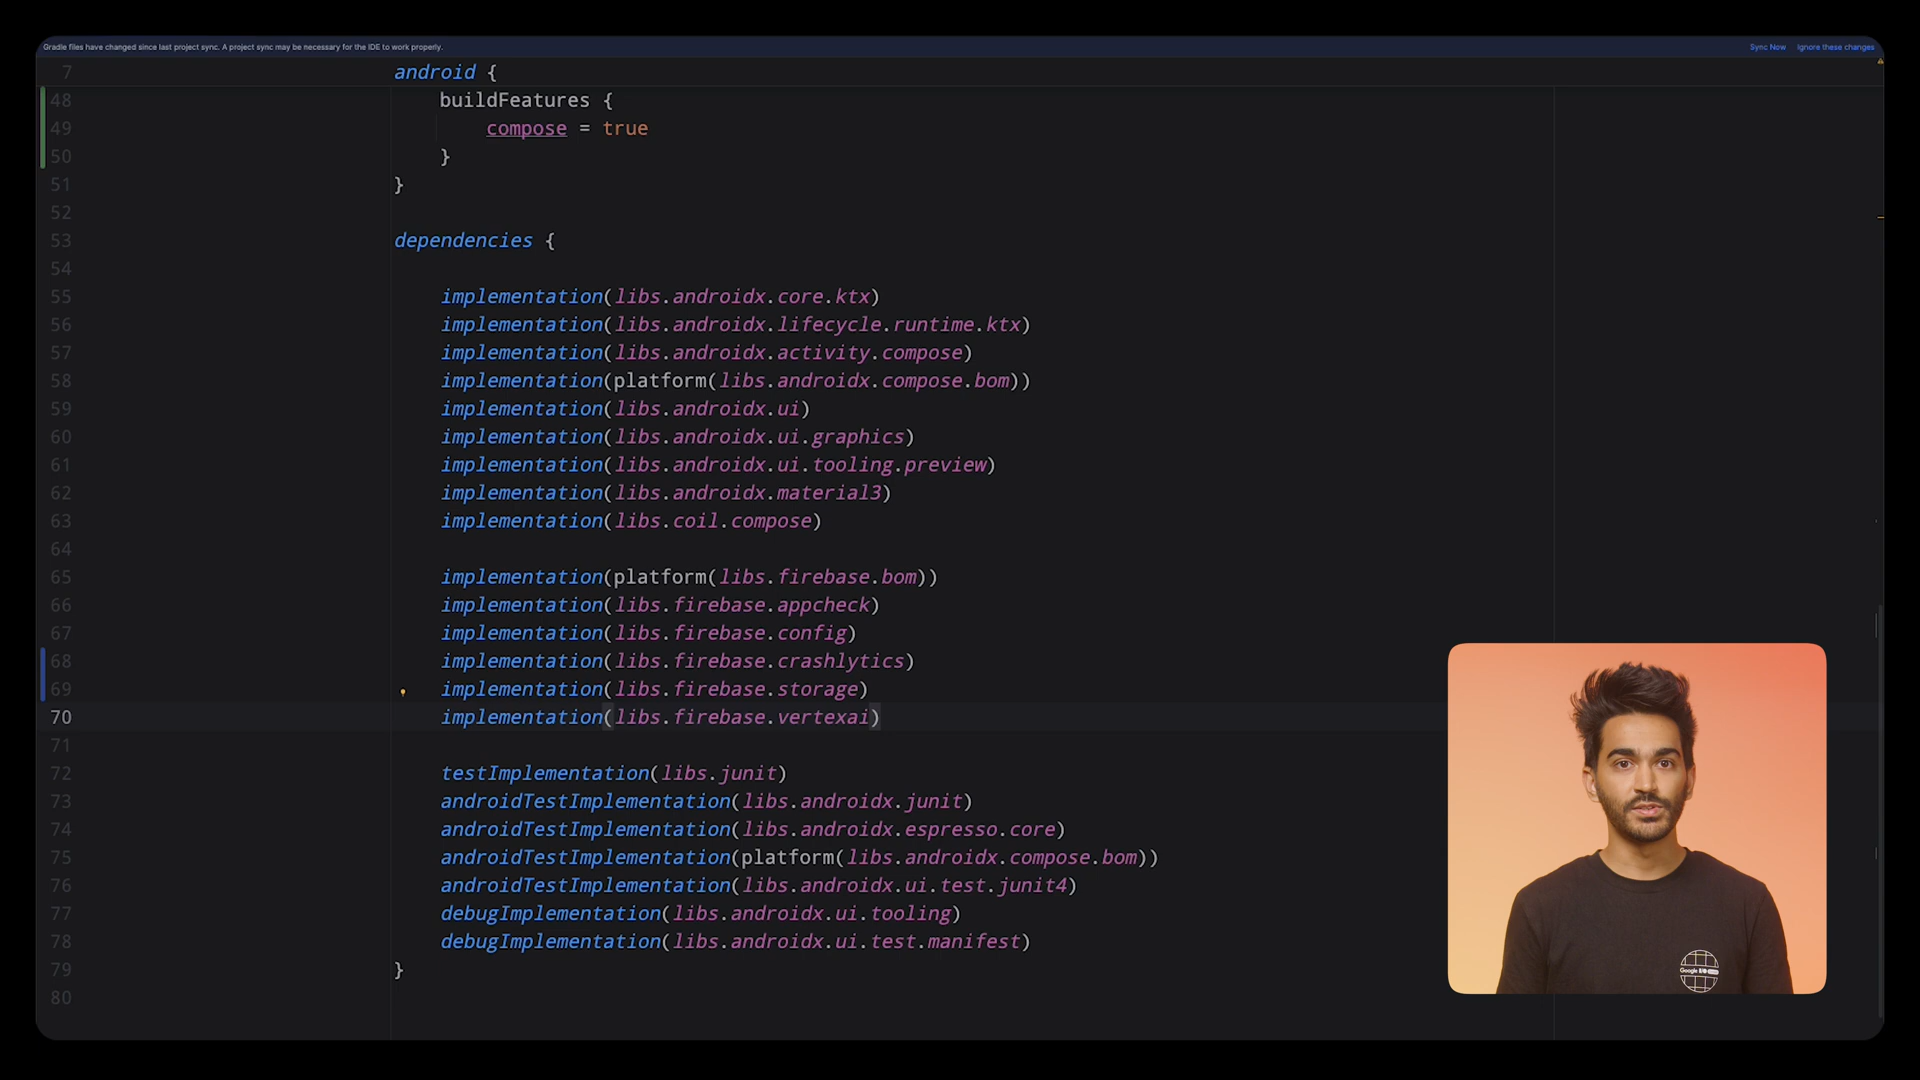 Gradle files have changed since last project sync. A project sync may be necessary for the IDE to work properly.
Sync Now Ignore these changes
7 android {
48 buildFeatures {
49 compose = true
50 }
51 }
52
53 dependencies {
54
55 implementation(libs.androidx.core.ktx)
56 implementation(libs.androidx.lifecycle.runtime.ktx)
57 implementation(libs.androidx.activity.compose)
58 implementation(platform(libs.androidx.compose.bom))
59 implementation(libs.androidx.ui)
60 implementation(libs.androidx.ui.graphics)
61 implementation(libs.androidx.ui.tooling.preview)
62 implementation(libs.androidx.material3)
63 implementation(libs.coil.compose)
64
65 implementation(platform(libs.firebase.bom))
66 implementation(libs.firebase.appcheck)
67 implementation(libs.firebase.config)
68 implementation(libs.firebase.crashlytics)
69 implementation(libs.firebase.storage)
70 implementation(libs.firebase.vertexai)
71
72 testImplementation(libs.junit)
73 androidTestImplementation(libs.androidx.junit)
74 androidTestImplementation(libs.androidx.espresso.core)
75 androidTestImplementation(platform(libs.androidx.compose.bom))
76 androidTestImplementation(libs.androidx.ui.test.junit4)
77 debugImplementation(libs.androidx.ui.tooling)
78 debugImplementation(libs.androidx.ui.test.manifest)
79 }
80
Google I/O